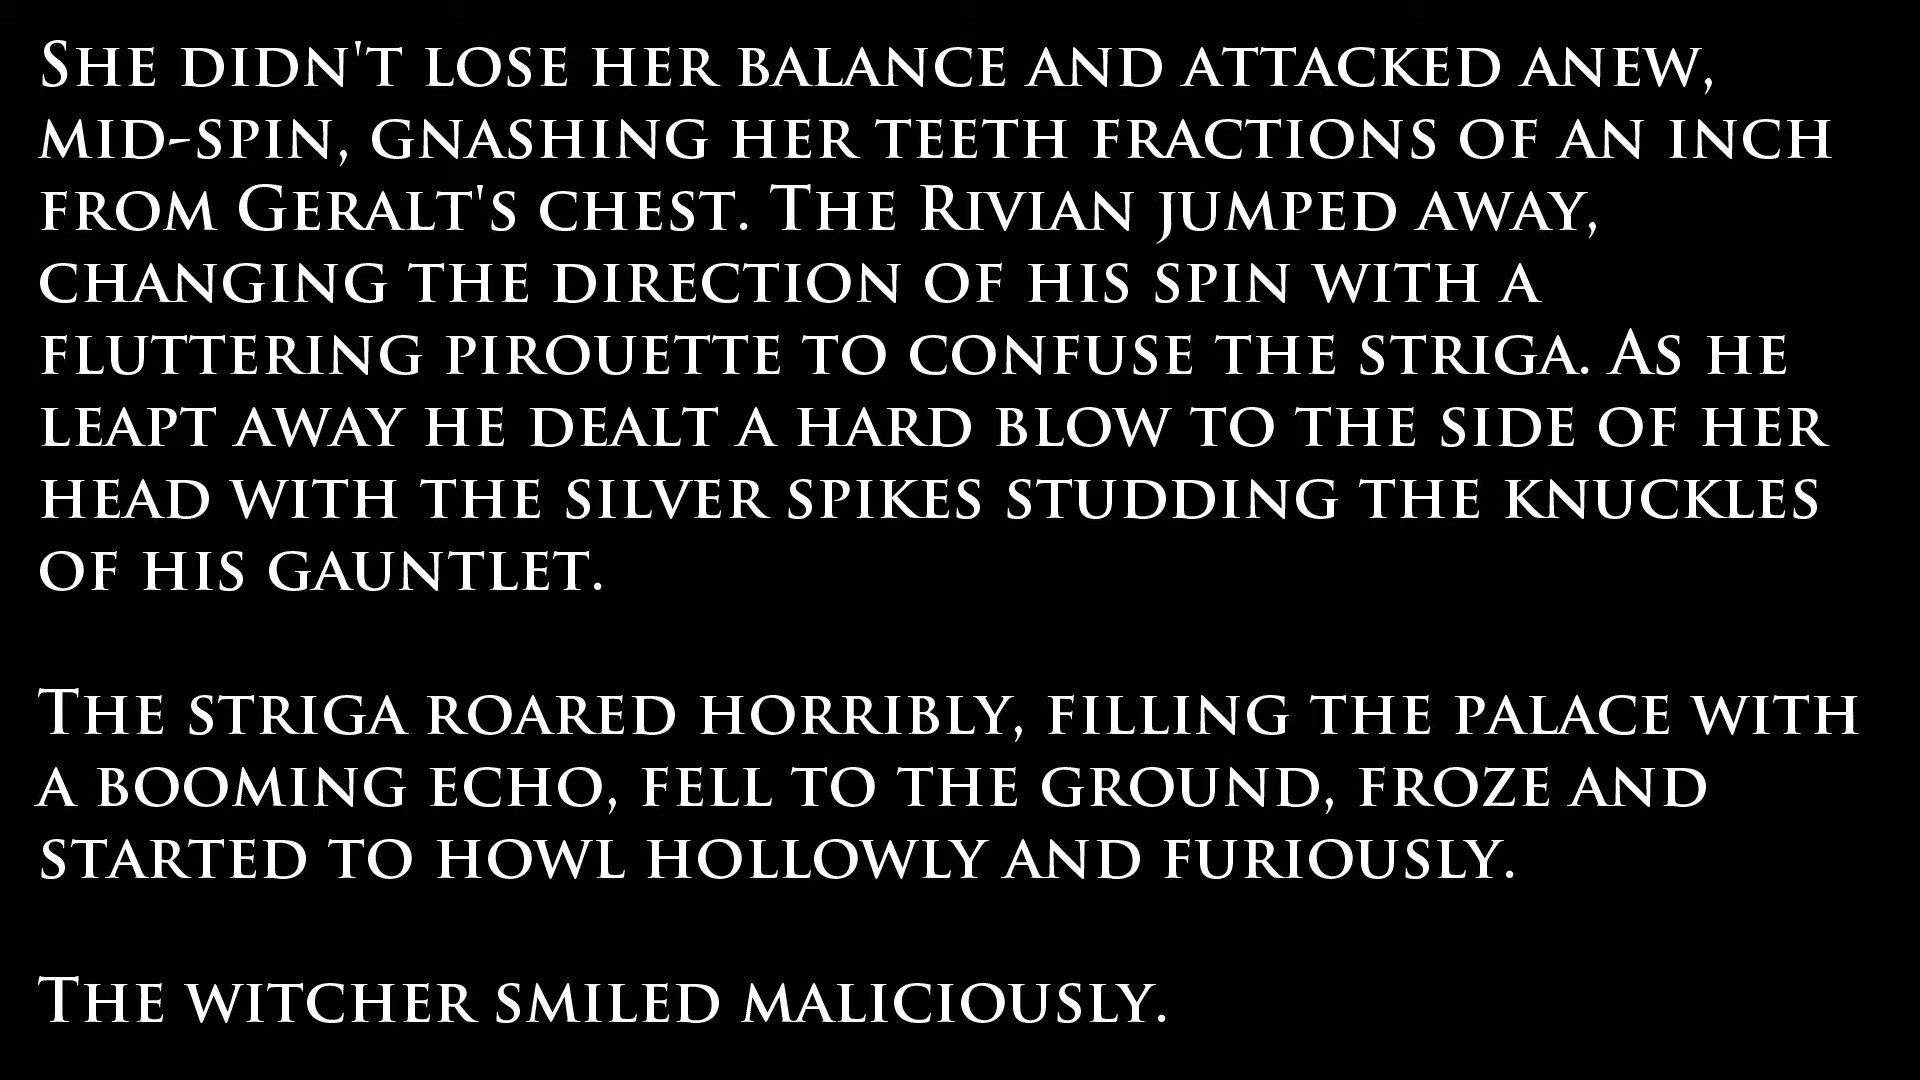 She didn't lose her balance and attacked anew,
mid-spin, gnashing her teeth fractions of an inch
from Geralt's chest. The Rivian jumped away,
changing the direction of his spin with a
fluttering pirouette to confuse the striga. As he
leapt away he dealt a hard blow to the side of her
head with the silver spikes studding the knuckles
of his gauntlet.
The striga roared horribly, filling the palace with
a booming echo, fell to the ground, froze and
started to howl hollowly and furiously.
The witcher smiled maliciously.